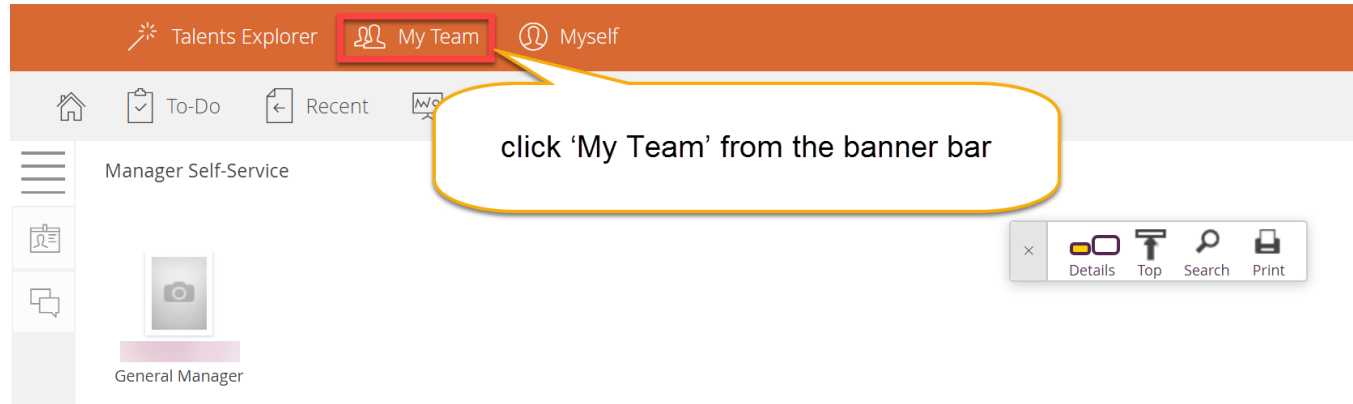 Talents Explorer My Team Myself
To-Do Recent
click ‘My Team’ from the banner bar
Manager Self-Service
Details Top Search Print
General Manager